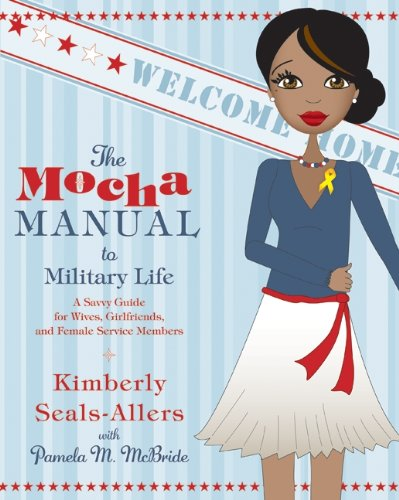 WELCOME HOME
The
Mocha
MANUAL
to
Military Life
A Savvy Guide
for Wives, Girlfriends,
and Female Service Members
Kimberly
Seals-Allers
with
Pamela M. McBride